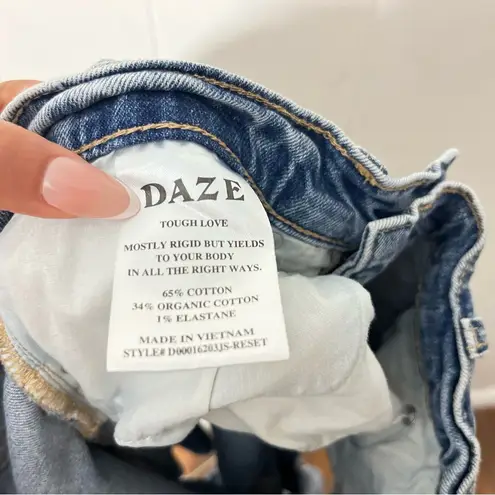 DAZE
TOUGH LOVE
MOSTLY RIGID BUT YIELDS
TO YOUR BODY
IN ALL THE RIGHT WAYS.
65% COTTON
34% ORGANIC COTTON
1% ELASTANE
MADE IN VIETNAM
STYLE# D00016203JS-RESET